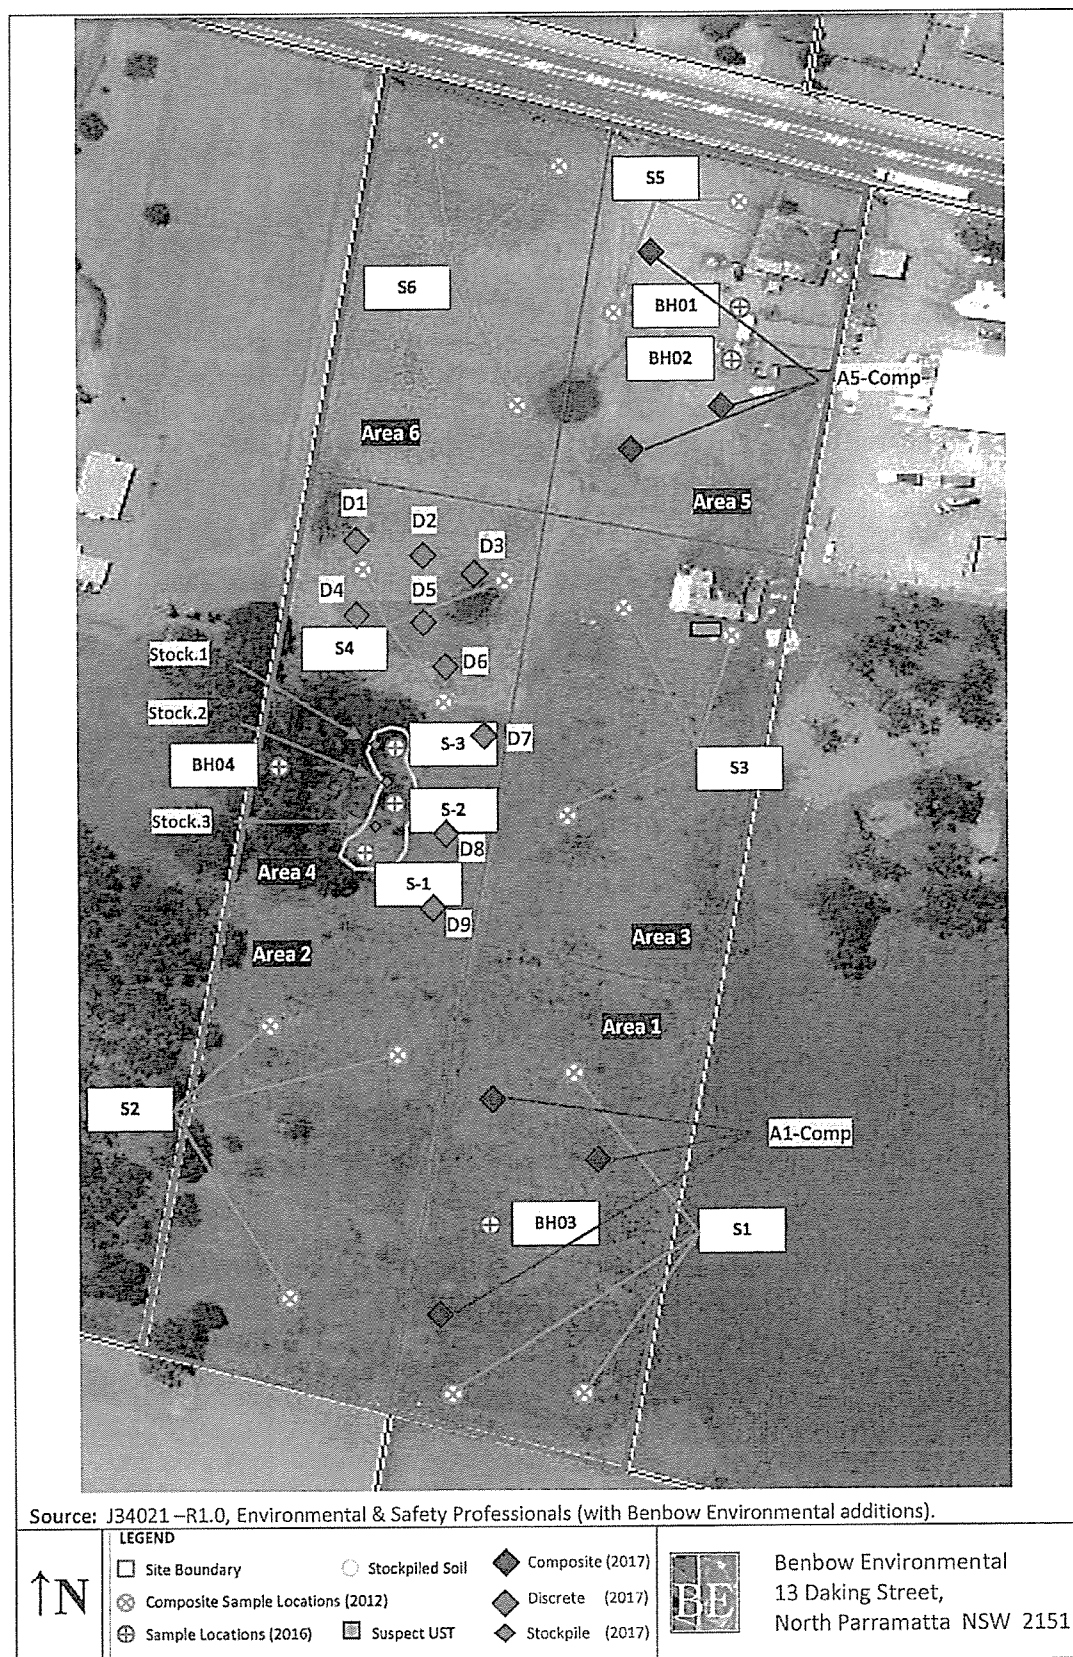 S5
S6
BH01
BH02
A5-Comp
Area 6
Area 5
D1
D2
D3
D4
D5
S4
Stock.1
D6
Stock.2
S-3
D7
BH04
S3
S-2
Stock.3
D8
Area 4
S-1
D9
Area 3
Area 2
Area 1
S2
A1-Comp
BH03
S1
Source: J34021 –R1.0, Environmental & Safety Professionals (with Benbow Environmental additions).
↑N
LEGEND
Site Boundary
Stockpiled Soil
Composite (2017)
Composite Sample Locations (2012)
Discrete (2017)
Sample Locations (2016)
Suspect UST
Stockpile (2017)
BE
Benbow Environmental
13 Daking Street,
North Parramatta NSW 2151